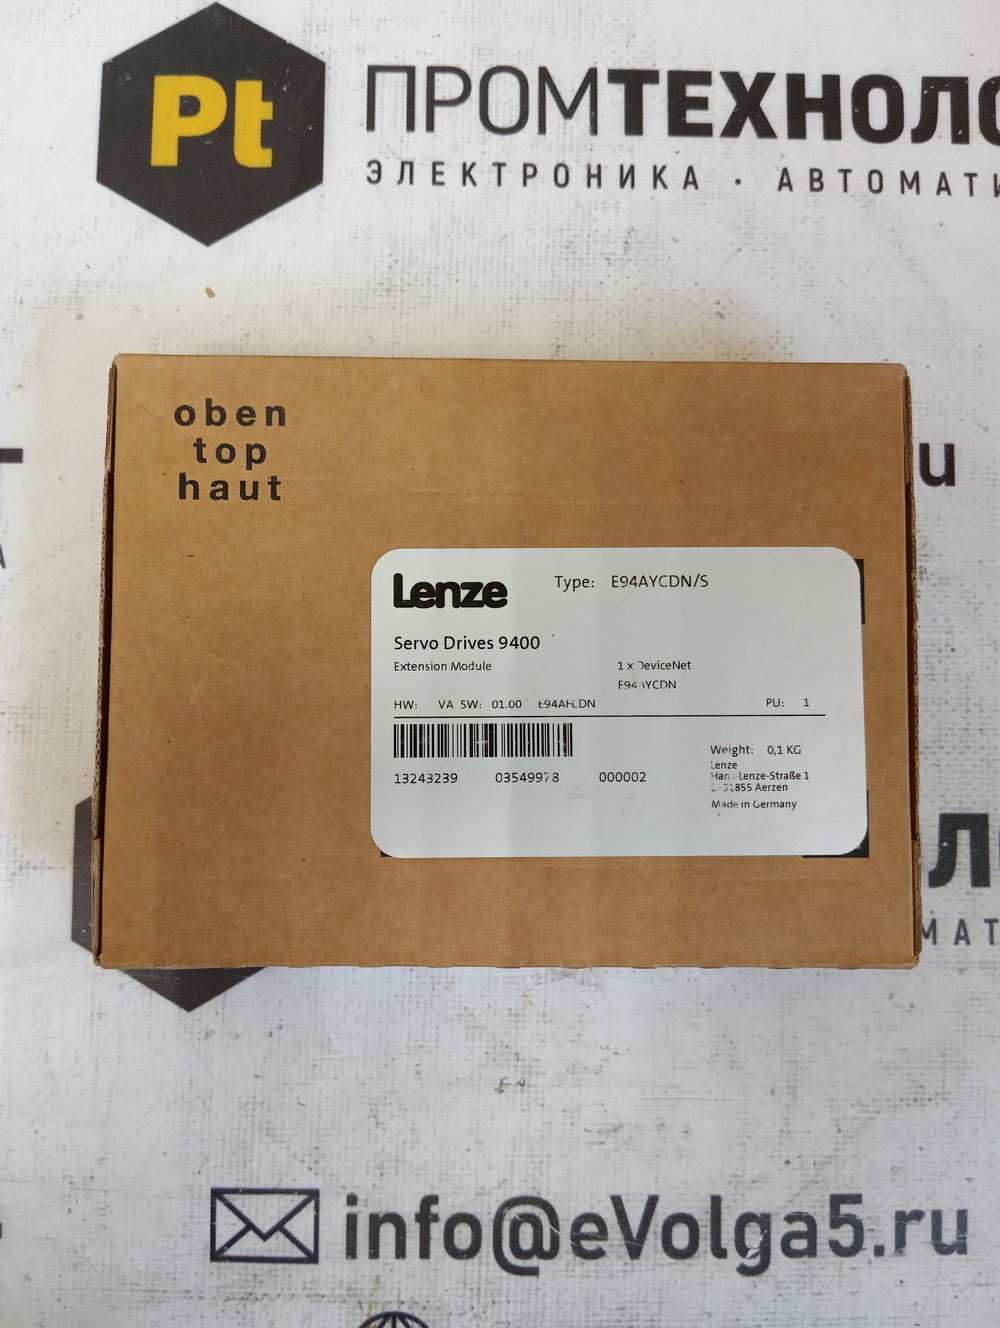 Pt
ПРОМТЕХНОЛО
ЭЛЕКТРОНИКА · АВТОМАТИ
oben
top
haut
u
Lenze Type: E94AYCDN/S
Servo Drives 9400
Extension Module 1 x DeviceNet
E94AYCDN
HW: VA SW: 01.00 E94AFCDN PU: 1
13243239 03549978 000002
Weight: 0,1 KG
Lenze
Hans-Lenze-Straße 1
D-31855 Aerzen
Made in Germany
МАТ
info@eVolga5.ru